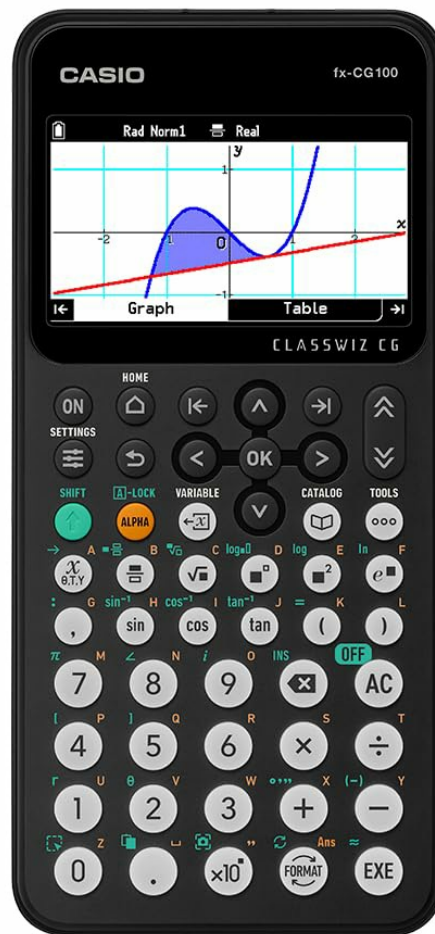 CASIO fx-CG100
Rad Norm1 Real
y
1
-2 -1 0 1 2 x
-1
Graph Table
CLASSWIZ CG
HOME
ON
SETTINGS
OK
SHIFT A-LOCK VARIABLE CATALOG TOOLS
ALPHA x
→ A B C log D log E ln F
x √ 2 e
θ,T,Y
: G sin⁻¹ H cos⁻¹ I tan⁻¹ J = K L
, sin cos tan ( )
π M ∠ N i O INS OFF
7 8 9 AC
[ P ] Q R S T
4 5 6 × ÷
r U θ V W °''' X (-) Y
1 2 3 + −
Z " Ans ≈
0 . ×10 FORMAT EXE